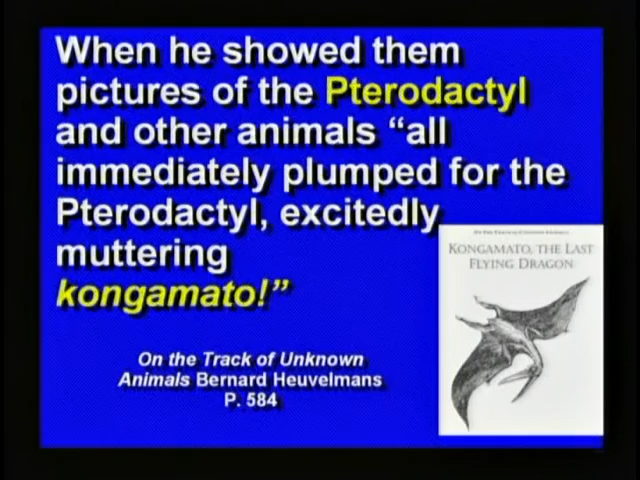 When he showed them
pictures of the Pterodactyl
and other animals “all
immediately plumped for the
Pterodactyl, excitedly
muttering
kongamato!”
KONGAMATO, THE LAST
FLYING DRAGON
On the Track of Unknown
Animals Bernard Heuvelmans
P. 584